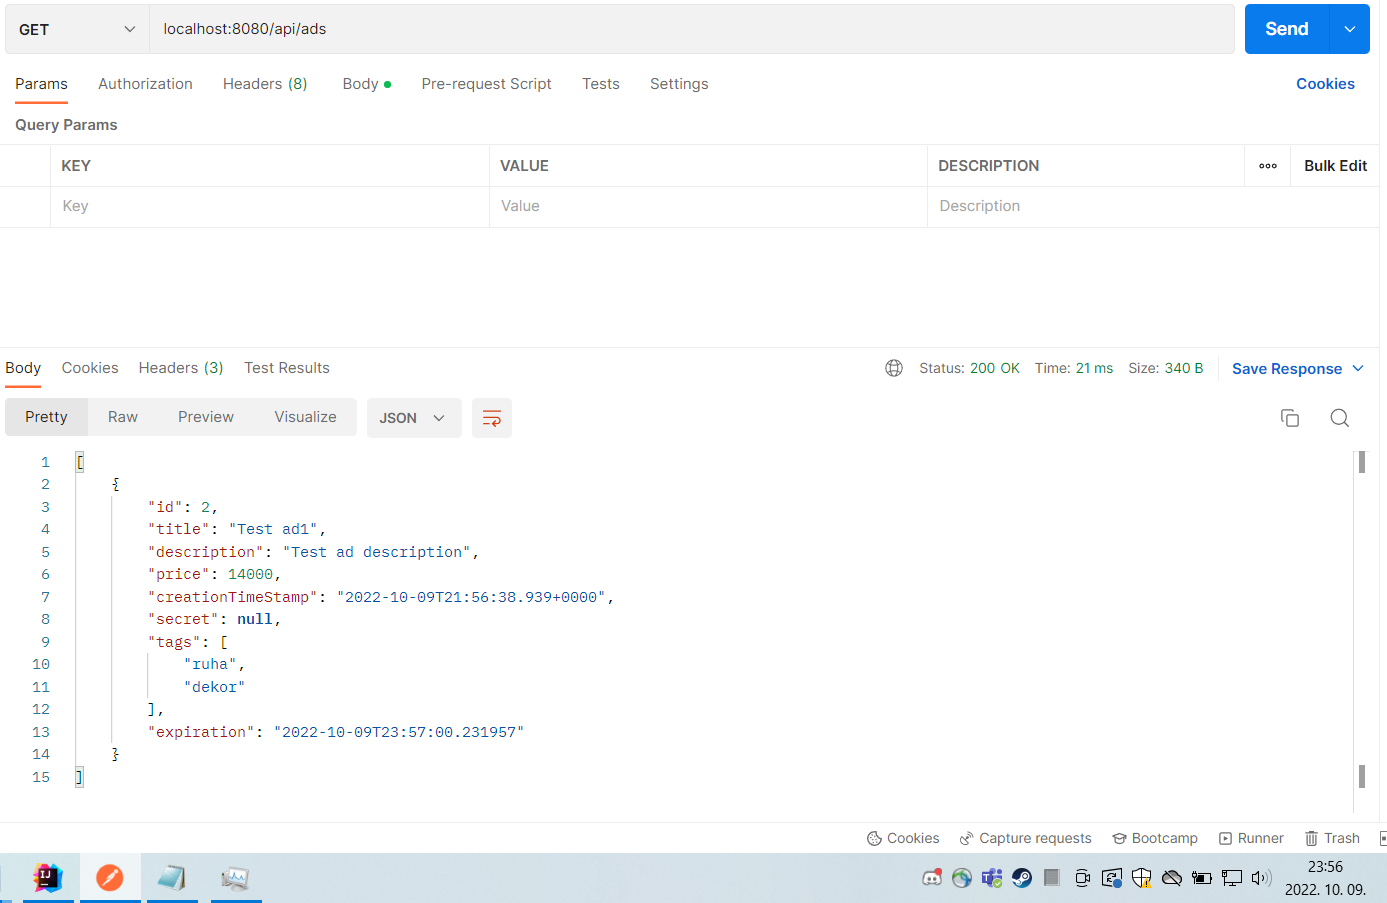 GET localhost:8080/api/ads Send
Params Authorization Headers (8) Body Pre-request Script Tests Settings Cookies
Query Params
KEY VALUE DESCRIPTION Bulk Edit
Key Value Description
Body Cookies Headers (3) Test Results Status: 200 OK Time: 21 ms Size: 340 B Save Response
Pretty Raw Preview Visualize JSON
1 [
2 {
3 "id": 2,
4 "title": "Test ad1",
5 "description": "Test ad description",
6 "price": 14000,
7 "creationTimeStamp": "2022-10-09T21:56:38.939+0000",
8 "secret": null,
9 "tags": [
10 "ruha",
11 "dekor"
12 ],
13 "expiration": "2022-10-09T23:57:00.231957"
14 }
15 ]
Cookies Capture requests Bootcamp Runner Trash
IJ
23:56
2022. 10. 09.